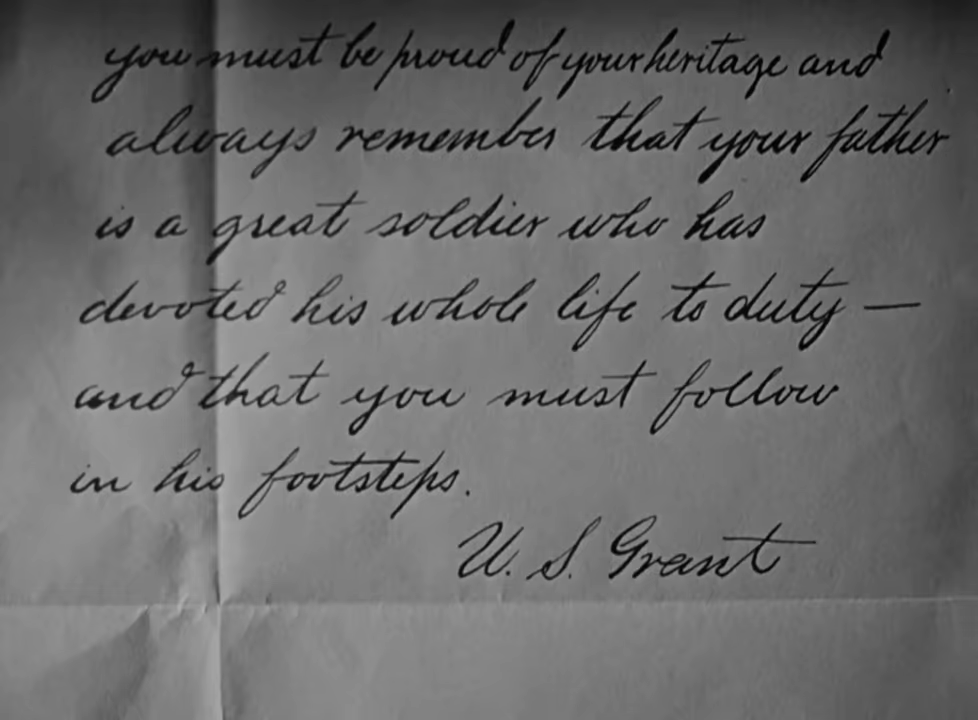 you must be proud of your heritage and
always remember that your father
is a great soldier who has
devoted his whole life to duty —
and that you must follow
in his footsteps.
U. S. Grant